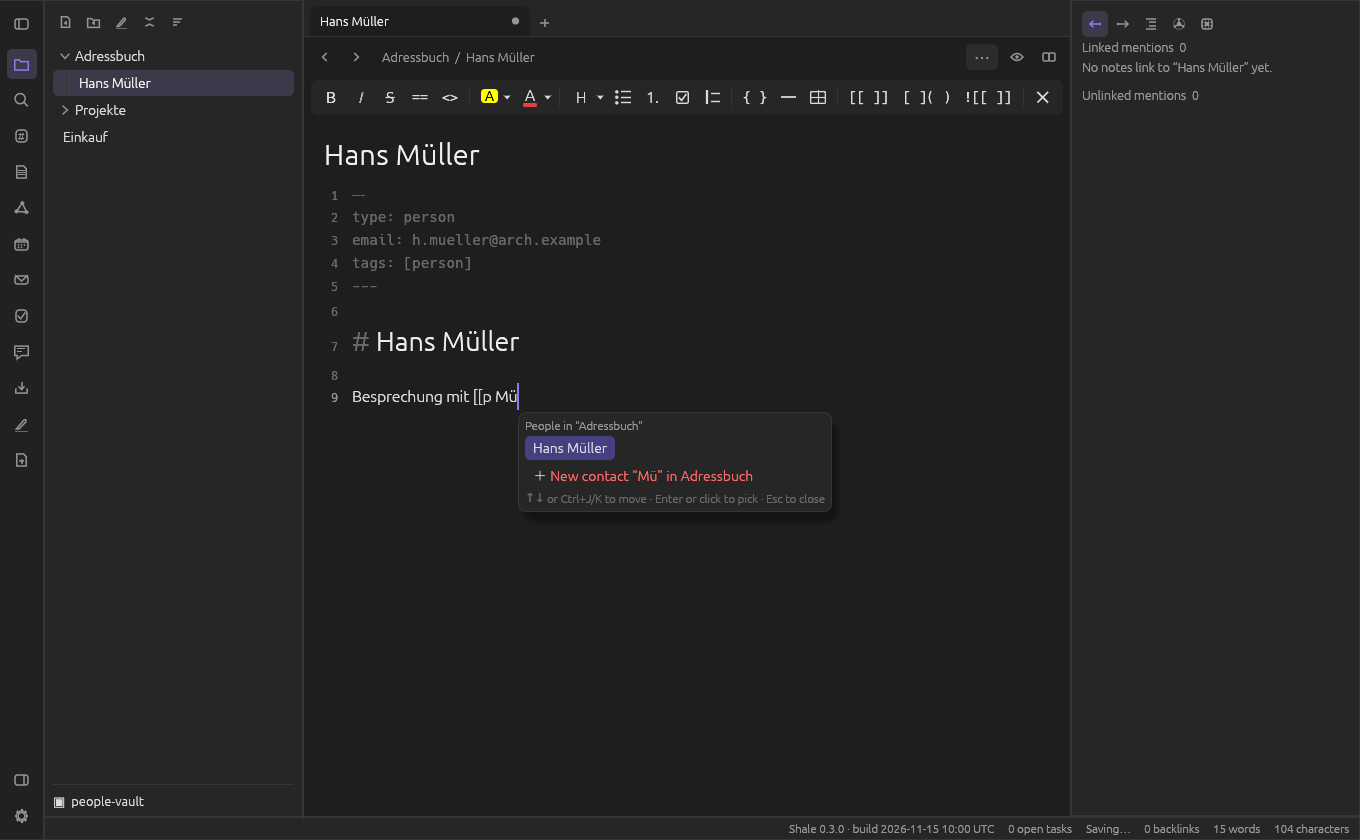 Hans Müller
Adressbuch
Hans Müller
Projekte
Einkauf
people-vault
Adressbuch / Hans Müller
B I S == <> A A H 1. { } — [[ ]] [ ]( ) ![[ ]]
Hans Müller
1 ---
2 type: person
3 email: h.mueller@arch.example
4 tags: [person]
5 ---
6
7 # Hans Müller
8
9 Besprechung mit [[p Mü
People in “Adressbuch”
Hans Müller
+ New contact “Mü” in Adressbuch
↑↓ or Ctrl+J/K to move · Enter or click to pick · Esc to close
Linked mentions 0
No notes link to “Hans Müller” yet.
Unlinked mentions 0
Shale 0.3.0 · build 2026-11-15 10:00 UTC 0 open tasks Saving… 0 backlinks 15 words 104 characters